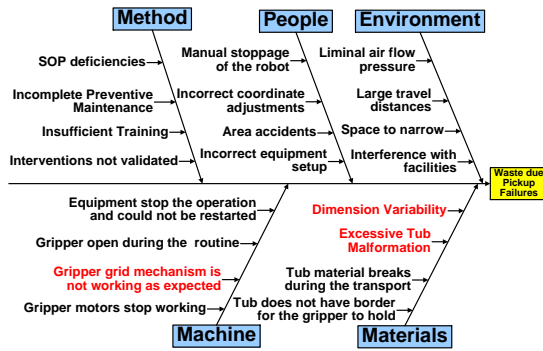 Method
People
Environment
SOP deficiencies
Incomplete Preventive
Maintenance
Insufficient Training
Interventions not validated
Manual stoppage
of the robot
Incorrect coordinate
adjustments
Area accidents
Incorrect equipment
setup
Liminal air flow
pressure
Large travel
distances
Space to narrow
Interference with
facilities
Waste due
Pickup
Failures
Equipment stop the operation
and could not be restarted
Gripper open during the routine
Gripper grid mechanism is
not working as expected
Gripper motors stop working
Dimension Variability
Excessive Tub
Malformation
Tub material breaks
during the transport
Tub does not have border
for the gripper to hold
Machine
Materials